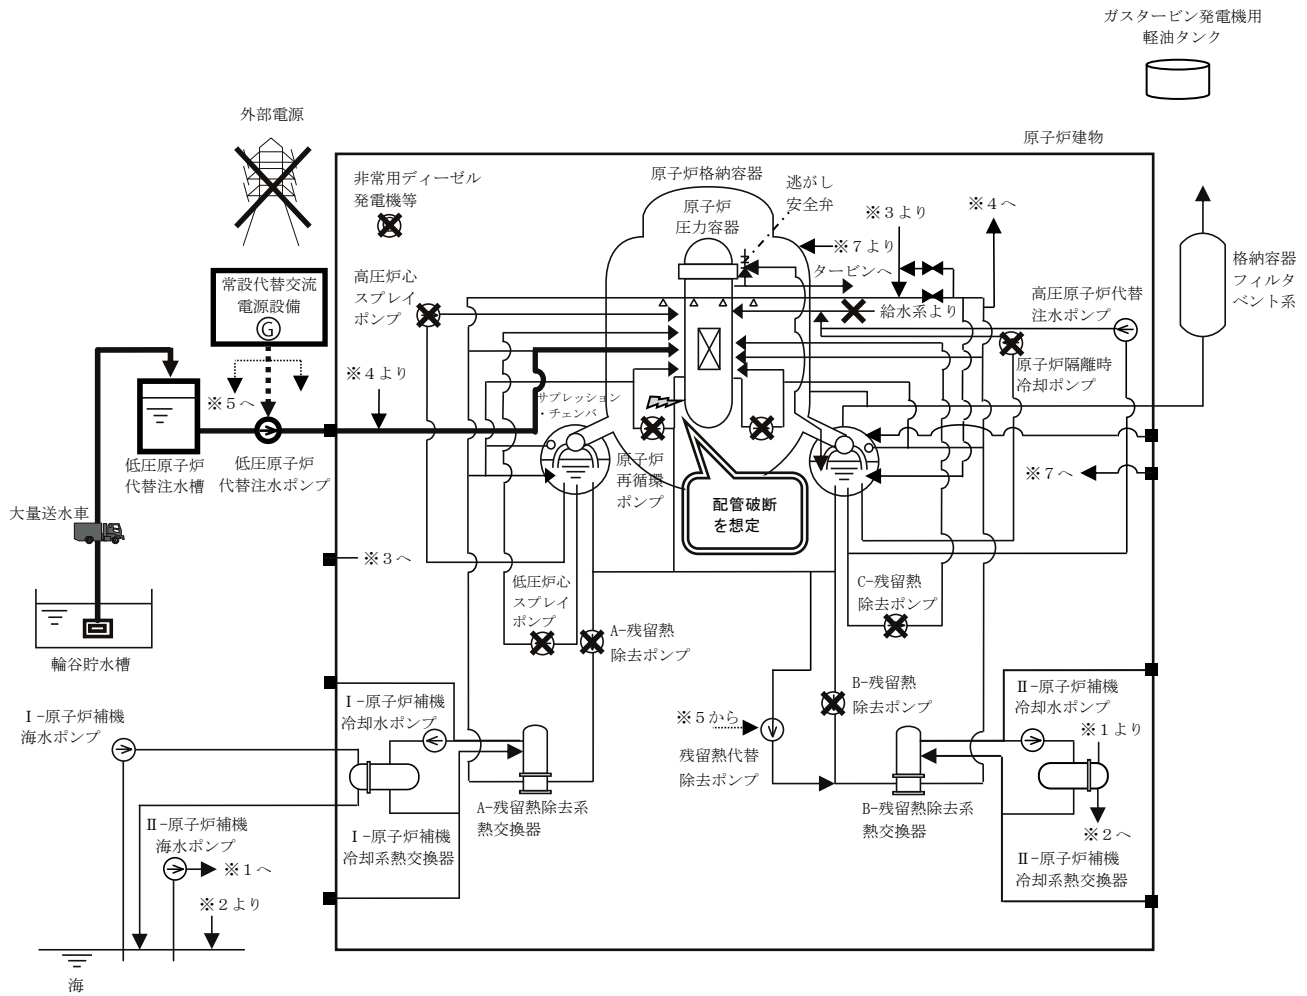 ガスタービン発電機用
軽油タンク
外部電源
原子炉建物
非常用ディーゼル
発電機等
原子炉格納容器
逃がし
安全弁
原子炉
圧力容器
※３より
※４へ
※７より
タービンへ
格納容器
フィルタ
ベント系
常設代替交流
電源設備
G
高圧炉心
スプレイ
ポンプ
給水系より
高圧原子炉代替
注水ポンプ
原子炉隔離時
冷却ポンプ
※４より
※５へ
サプレッション
・チェンバ
低圧原子炉
代替注水槽
低圧原子炉
代替注水ポンプ
原子炉
再循環
ポンプ
配管破断
を想定
※７へ
大量送水車
※３へ
低圧炉心
スプレイ
ポンプ
A-残留熱
除去ポンプ
C-残留熱
除去ポンプ
輪谷貯水槽
Ⅰ-原子炉補機
冷却水ポンプ
B-残留熱
除去ポンプ
Ⅱ-原子炉補機
冷却水ポンプ
Ⅰ-原子炉補機
海水ポンプ
※５から
残留熱代替
除去ポンプ
※１より
A-残留熱除去系
熱交換器
B-残留熱除去系
熱交換器
Ⅱ-原子炉補機
海水ポンプ
Ⅰ-原子炉補機
冷却系熱交換器
※２へ
Ⅱ-原子炉補機
冷却系熱交換器
※１へ
※２より
海